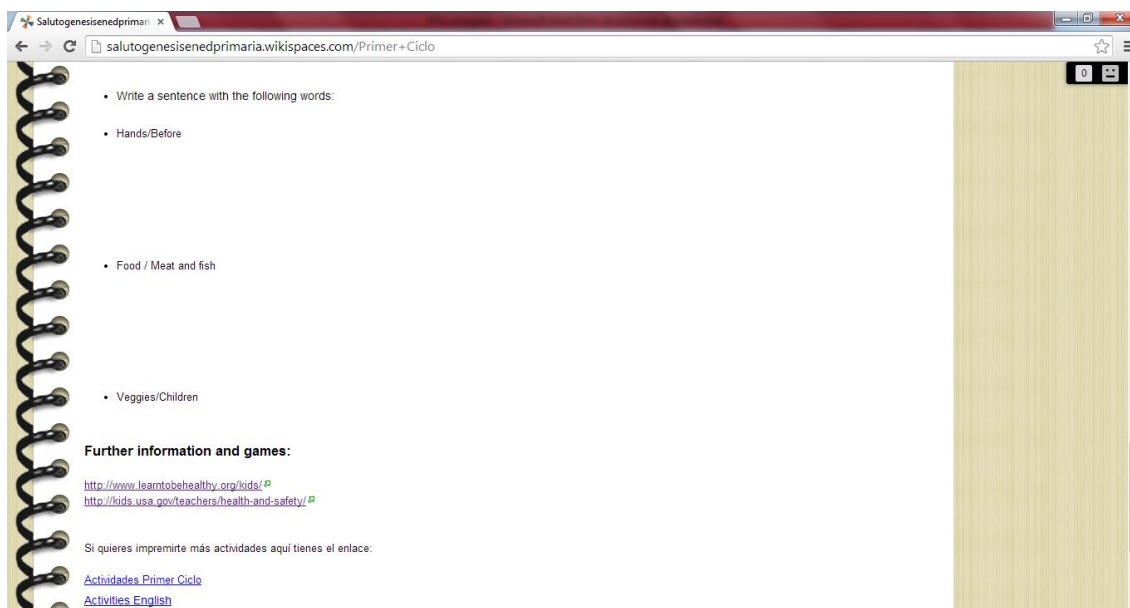 Salutogenesisenedprimari
salutogenesisenedprimaria.wikispaces.com/Primer+Ciclo
0
Write a sentence with the following words:
Hands/Before
Food / Meat and fish
Veggies/Children
Further information and games:
http://www.learntobehealthy.org/kids/
http://kids.usa.gov/teachers/health-and-safety/
Si quieres impremirte más actividades aquí tienes el enlace:
Actividades Primer Ciclo
Activities English